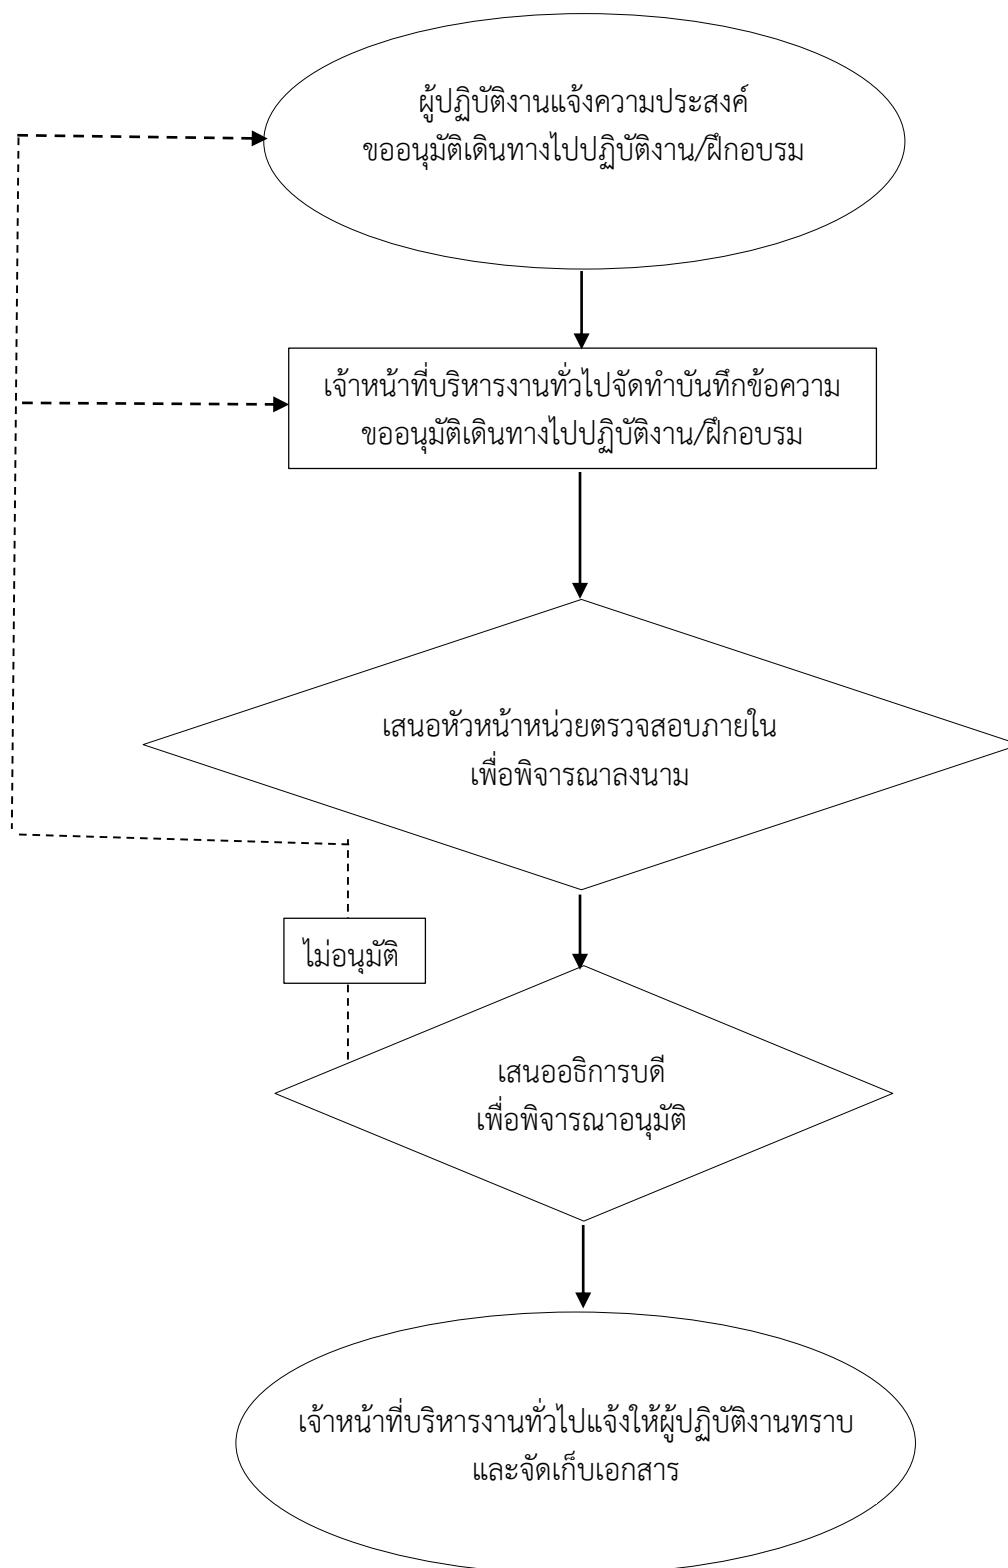 ผู้ปฏิบัติงานแจ้งความประสงค์
ขออนุมัติเดินทางไปปฏิบัติงาน/ฝึกอบรม
เจ้าหน้าที่บริหารงานทั่วไปจัดทำบันทึกข้อความ
ขออนุมัติเดินทางไปปฏิบัติงาน/ฝึกอบรม
เสนอหัวหน้าหน่วยตรวจสอบภายใน
เพื่อพิจารณาลงนาม
ไม่อนุมัติ
เสนออธิการบดี
เพื่อพิจารณาอนุมัติ
เจ้าหน้าที่บริหารงานทั่วไปแจ้งให้ผู้ปฏิบัติงานทราบ
และจัดเก็บเอกสาร